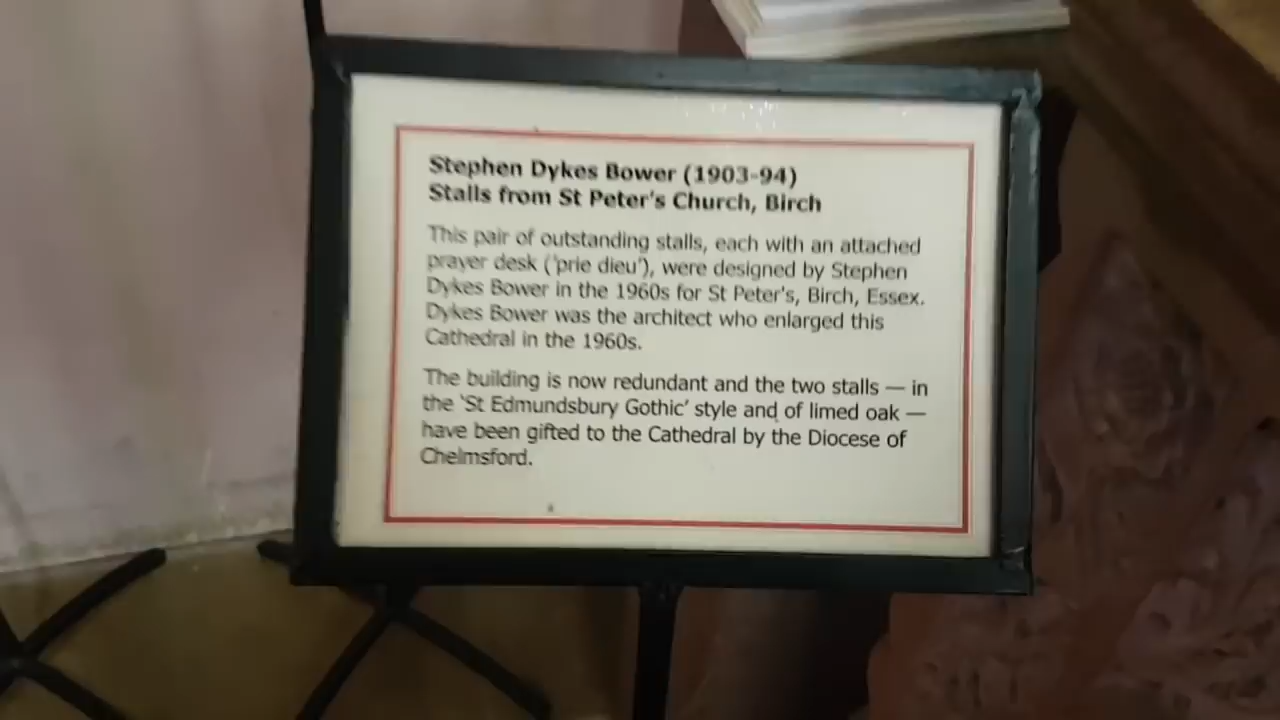 Stephen Dykes Bower (1903-94)
Stalls from St Peter's Church, Birch
This pair of outstanding stalls, each with an attached
prayer desk ('prie dieu'), were designed by Stephen
Dykes Bower in the 1960s for St Peter's, Birch, Essex.
Dykes Bower was the architect who enlarged this
Cathedral in the 1960s.
The building is now redundant and the two stalls — in
the 'St Edmundsbury Gothic' style and of limed oak —
have been gifted to the Cathedral by the Diocese of
Chelmsford.